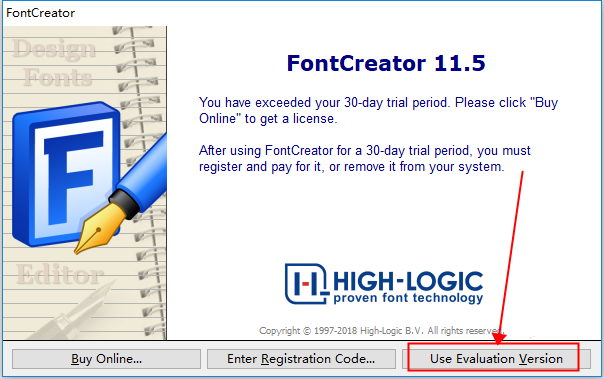 FontCreator
Design
Fonts
F
Editor
FontCreator 11.5
You have exceeded your 30-day trial period. Please click "Buy
Online" to get a license.
After using FontCreator for a 30-day trial period, you must
register and pay for it, or remove it from your system.
H HIGH-LOGIC
proven font technology
Copyright © 1997-2018 High-Logic B.V. All rights reserved.
Buy Online...
Enter Registration Code...
Use Evaluation Version